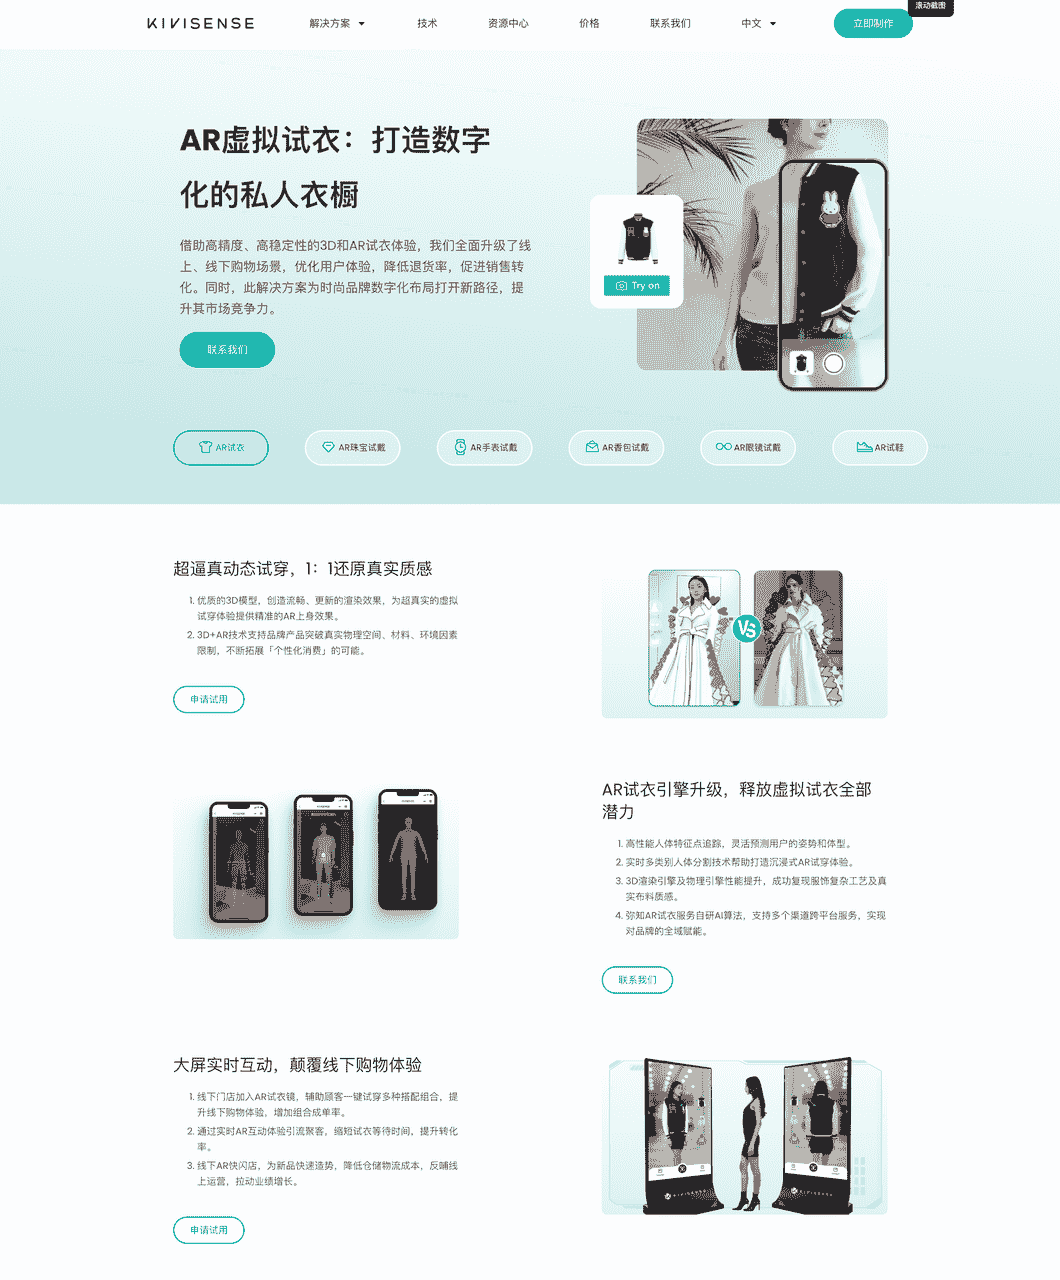 滚动截图
KIVISENSE
解决方案
技术
资源中心
价格
联系我们
中文
立即制作
AR虚拟试衣：打造数字
化的私人衣橱
借助高精度、高稳定性的3D和AR试衣体验，我们全面升级了线
上、线下购物场景，优化用户体验，降低退货率，促进销售转
化。同时，此解决方案为时尚品牌数字化布局打开新路径，提
升其市场竞争力。
联系我们
Try on
AR试衣
AR珠宝试戴
AR手表试戴
AR香包试戴
AR眼镜试戴
AR试鞋
超逼真动态试穿，1：1还原真实质感
1. 优质的3D模型，创造流畅、更新的渲染效果，为超真实的虚拟
试穿体验提供精准的AR上身效果。
2. 3D+AR技术支持品牌产品突破真实物理空间、材料、环境因素
限制，不断拓展「个性化消费」的可能。
申请试用
VS
AR试衣引擎升级，释放虚拟试衣全部
潜力
1. 高性能人体特征点追踪，灵活预测用户的姿势和体型。
2. 实时多类别人体分割技术帮助打造沉浸式AR试穿体验。
3. 3D渲染引擎及物理引擎性能提升，成功复现服饰复杂工艺及真
实布料质感。
4. 弥知AR试衣服务自研AI算法，支持多个渠道跨平台服务，实现
对品牌的全域赋能。
联系我们
大屏实时互动，颠覆线下购物体验
1. 线下门店加入AR试衣镜，辅助顾客一键试穿多种搭配组合，提
升线下购物体验，增加组合成单率。
2. 通过实时AR互动体验引流聚客，缩短试衣等待时间，提升转化
率。
3. 线下AR快闪店，为新品快速造势，降低仓储物流成本，反哺线
上运营，拉动业绩增长。
申请试用
KIVISENSE
KIVISENSE